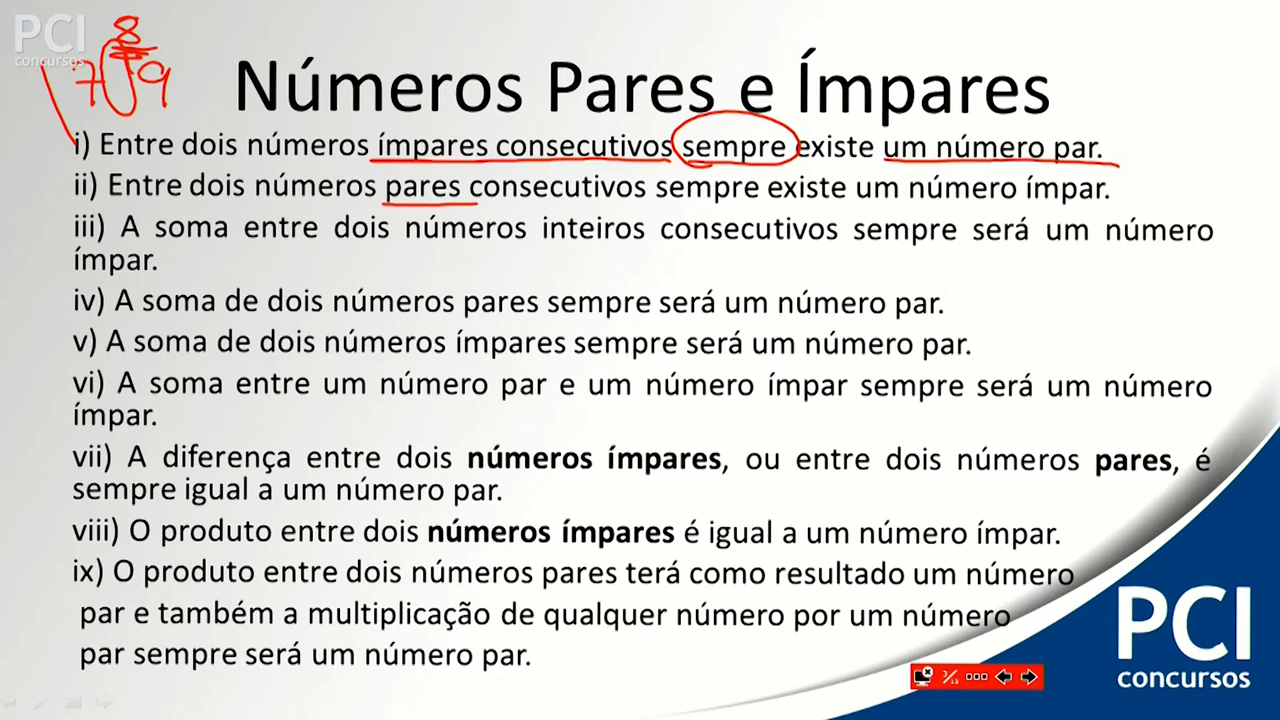 PCI
concursos
8
7 9
Números Pares e Ímpares
i) Entre dois números ímpares consecutivos sempre existe um número par.
ii) Entre dois números pares consecutivos sempre existe um número ímpar.
iii) A soma entre dois números inteiros consecutivos sempre será um número
ímpar.
iv) A soma de dois números pares sempre será um número par.
v) A soma de dois números ímpares sempre será um número par.
vi) A soma entre um número par e um número ímpar sempre será um número
ímpar.
vii) A diferença entre dois números ímpares, ou entre dois números pares, é
sempre igual a um número par.
viii) O produto entre dois números ímpares é igual a um número ímpar.
ix) O produto entre dois números pares terá como resultado um número
par e também a multiplicação de qualquer número por um número
par sempre será um número par.
PCI
concursos